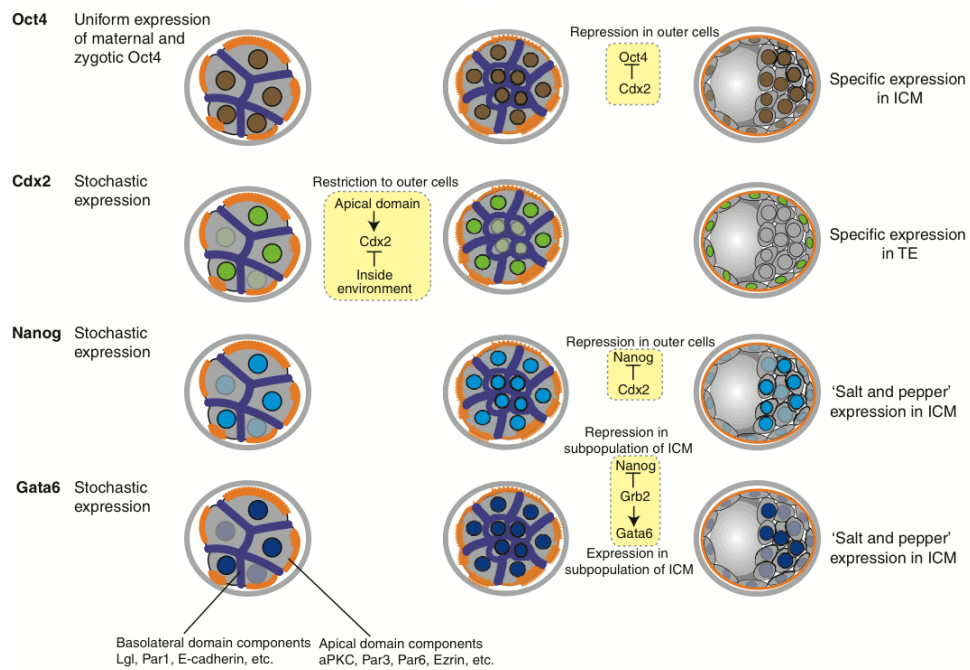 Oct4
Uniform expression
of maternal and
zygotic Oct4
Repression in outer cells
Oct4
Cdx2
Specific expression
in ICM
Cdx2
Stochastic
expression
Restriction to outer cells
Apical domain
Cdx2
Inside
environment
Specific expression
in TE
Nanog
Stochastic
expression
Repression in outer cells
Nanog
Cdx2
'Salt and pepper'
expression in ICM
Repression in
subpopulation of ICM
Nanog
Grb2
Gata6
Expression in
subpopulation of ICM
Gata6
Stochastic
expression
'Salt and pepper'
expression in ICM
Basolateral domain components
Lgl, Par1, E-cadherin, etc.
Apical domain components
aPKC, Par3, Par6, Ezrin, etc.